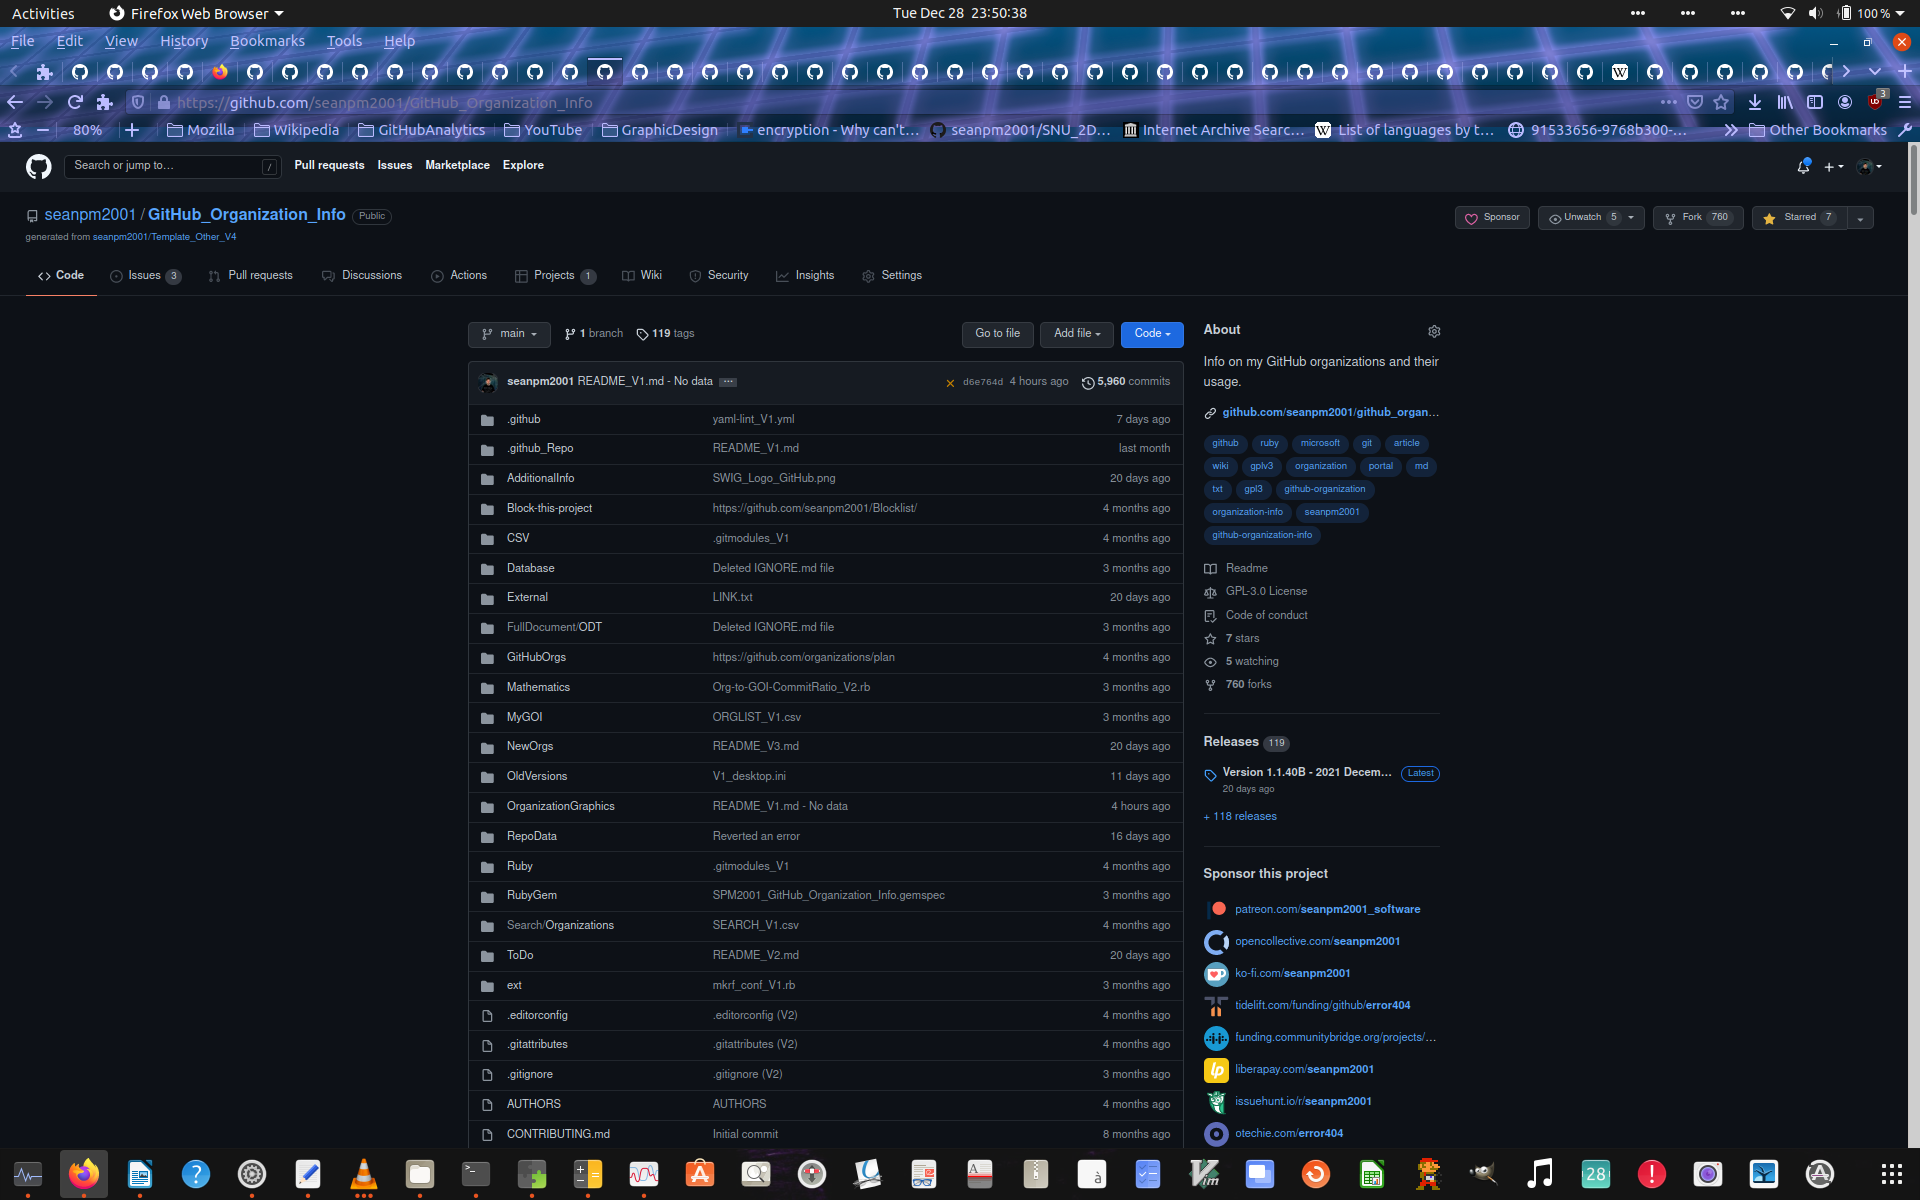 Activities Firefox Web Browser Tue Dec 28 23:50:38 100 %
File Edit View History Bookmarks Tools Help
https://github.com/seanpm2001/GitHub_Organization_Info 3
80% Mozilla Wikipedia GitHubAnalytics YouTube GraphicDesign encryption - Why can't... seanpm2001/SNU_2D... Internet Archive Searc... List of languages by t... 91533656-9768b300-... Other Bookmarks
Search or jump to... / Pull requests Issues Marketplace Explore
seanpm2001 / GitHub_Organization_Info Public Sponsor Unwatch 5 Fork 760 Starred 7
generated from seanpm2001/Template_Other_V4
Code Issues 3 Pull requests Discussions Actions Projects 1 Wiki Security Insights Settings
main 1 branch 119 tags Go to file Add file Code
seanpm2001 README_V1.md - No data ... d6e764d 4 hours ago 5,960 commits
.github yaml-lint_V1.yml 7 days ago
.github_Repo README_V1.md last month
AdditionalInfo SWIG_Logo_GitHub.png 20 days ago
Block-this-project https://github.com/seanpm2001/Blocklist/ 4 months ago
CSV .gitmodules_V1 4 months ago
Database Deleted IGNORE.md file 3 months ago
External LINK.txt 20 days ago
FullDocument/ODT Deleted IGNORE.md file 3 months ago
GitHubOrgs https://github.com/organizations/plan 4 months ago
Mathematics Org-to-GOI-CommitRatio_V2.rb 3 months ago
MyGOI ORGLIST_V1.csv 3 months ago
NewOrgs README_V3.md 20 days ago
OldVersions V1_desktop.ini 11 days ago
OrganizationGraphics README_V1.md - No data 4 hours ago
RepoData Reverted an error 16 days ago
Ruby .gitmodules_V1 4 months ago
RubyGem SPM2001_GitHub_Organization_Info.gemspec 3 months ago
Search/Organizations SEARCH_V1.csv 4 months ago
ToDo README_V2.md 20 days ago
ext mkrf_conf_V1.rb 3 months ago
.editorconfig .editorconfig (V2) 4 months ago
.gitattributes .gitattributes (V2) 4 months ago
.gitignore .gitignore (V2) 3 months ago
AUTHORS AUTHORS 4 months ago
CONTRIBUTING.md Initial commit 8 months ago
About
Info on my GitHub organizations and their
usage.
github.com/seanpm2001/github_organ...
github ruby microsoft git article
wiki gplv3 organization portal md
txt gpl3 github-organization
organization-info seanpm2001
github-organization-info
Readme
GPL-3.0 License
Code of conduct
7 stars
5 watching
760 forks
Releases 119
Version 1.1.40B - 2021 Decem... Latest
20 days ago
+ 118 releases
Sponsor this project
patreon.com/seanpm2001_software
opencollective.com/seanpm2001
ko-fi.com/seanpm2001
tidelift.com/funding/github/error404
funding.communitybridge.org/projects/...
liberapay.com/seanpm2001
issuehunt.io/r/seanpm2001
otechie.com/error404
28